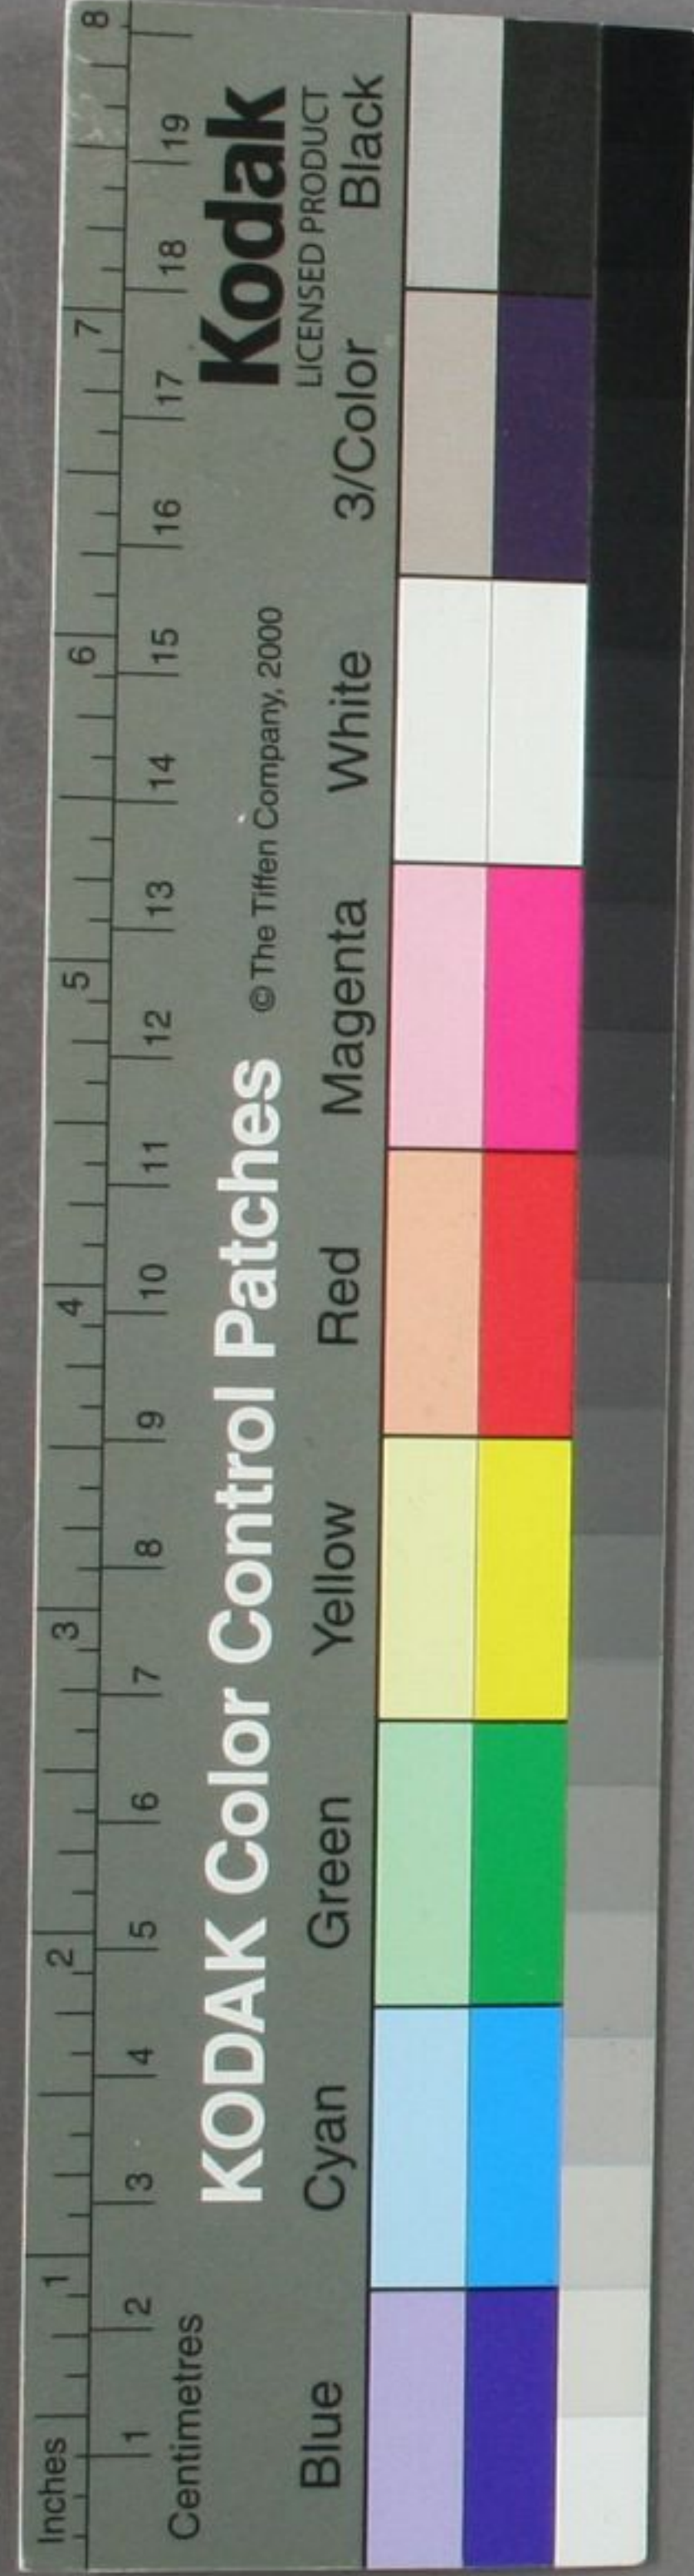 Inches 1 2 3 4 5 6 7 8
1 2 3 4 5 6 7 8 9 10 11 12 13 14 15 16 17 18 19
Centimetres
KODAK Color Control Patches © The Tiffen Company, 2000 Kodak
LICENSED PRODUCT
Blue Cyan Green Yellow Red Magenta White 3/Color Black